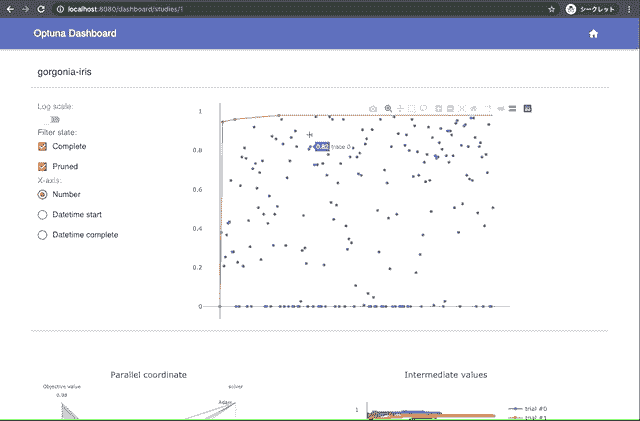 localhost:8080/dashboard/studies/1
シークレット
Optuna Dashboard
gorgonia-iris
Log scale:
Filter state:
Complete
Pruned
X-axis:
Number
Datetime start
Datetime complete
1
0.8
0.6
0.4
0.2
0
0.82
trace 0
Parallel coordinate
Objective value
0.98
solver
Adam
Intermediate values
1
trial #0
trial #1